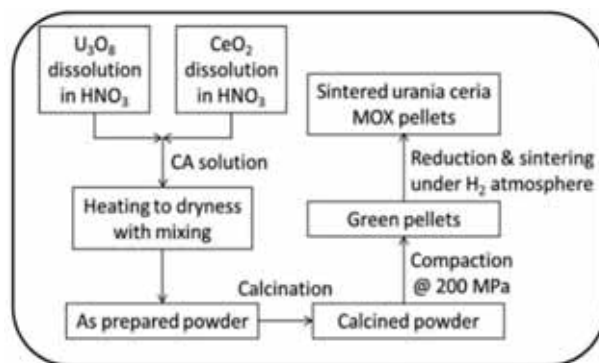 U₃O₈
dissolution
in HNO₃
CeO₂
dissolution
in HNO₃
CA solution
Heating to dryness
with mixing
As prepared powder
Calcination
Calcined powder
Compaction
@ 200 MPa
Green pellets
Reduction & sintering
under H₂ atmosphere
Sintered urania ceria
MOX pellets